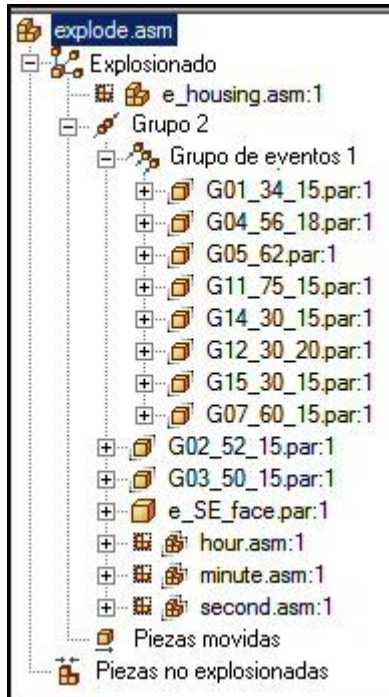 explode.asm
Explosionado
e_housing.asm:1
Grupo 2
Grupo de eventos 1
G01_34_15.par:1
G04_56_18.par:1
G05_62.par:1
G11_75_15.par:1
G14_30_15.par:1
G12_30_20.par:1
G15_30_15.par:1
G07_60_15.par:1
G02_52_15.par:1
G03_50_15.par:1
e_SE_face.par:1
hour.asm:1
minute.asm:1
second.asm:1
Piezas movidas
Piezas no explosionadas